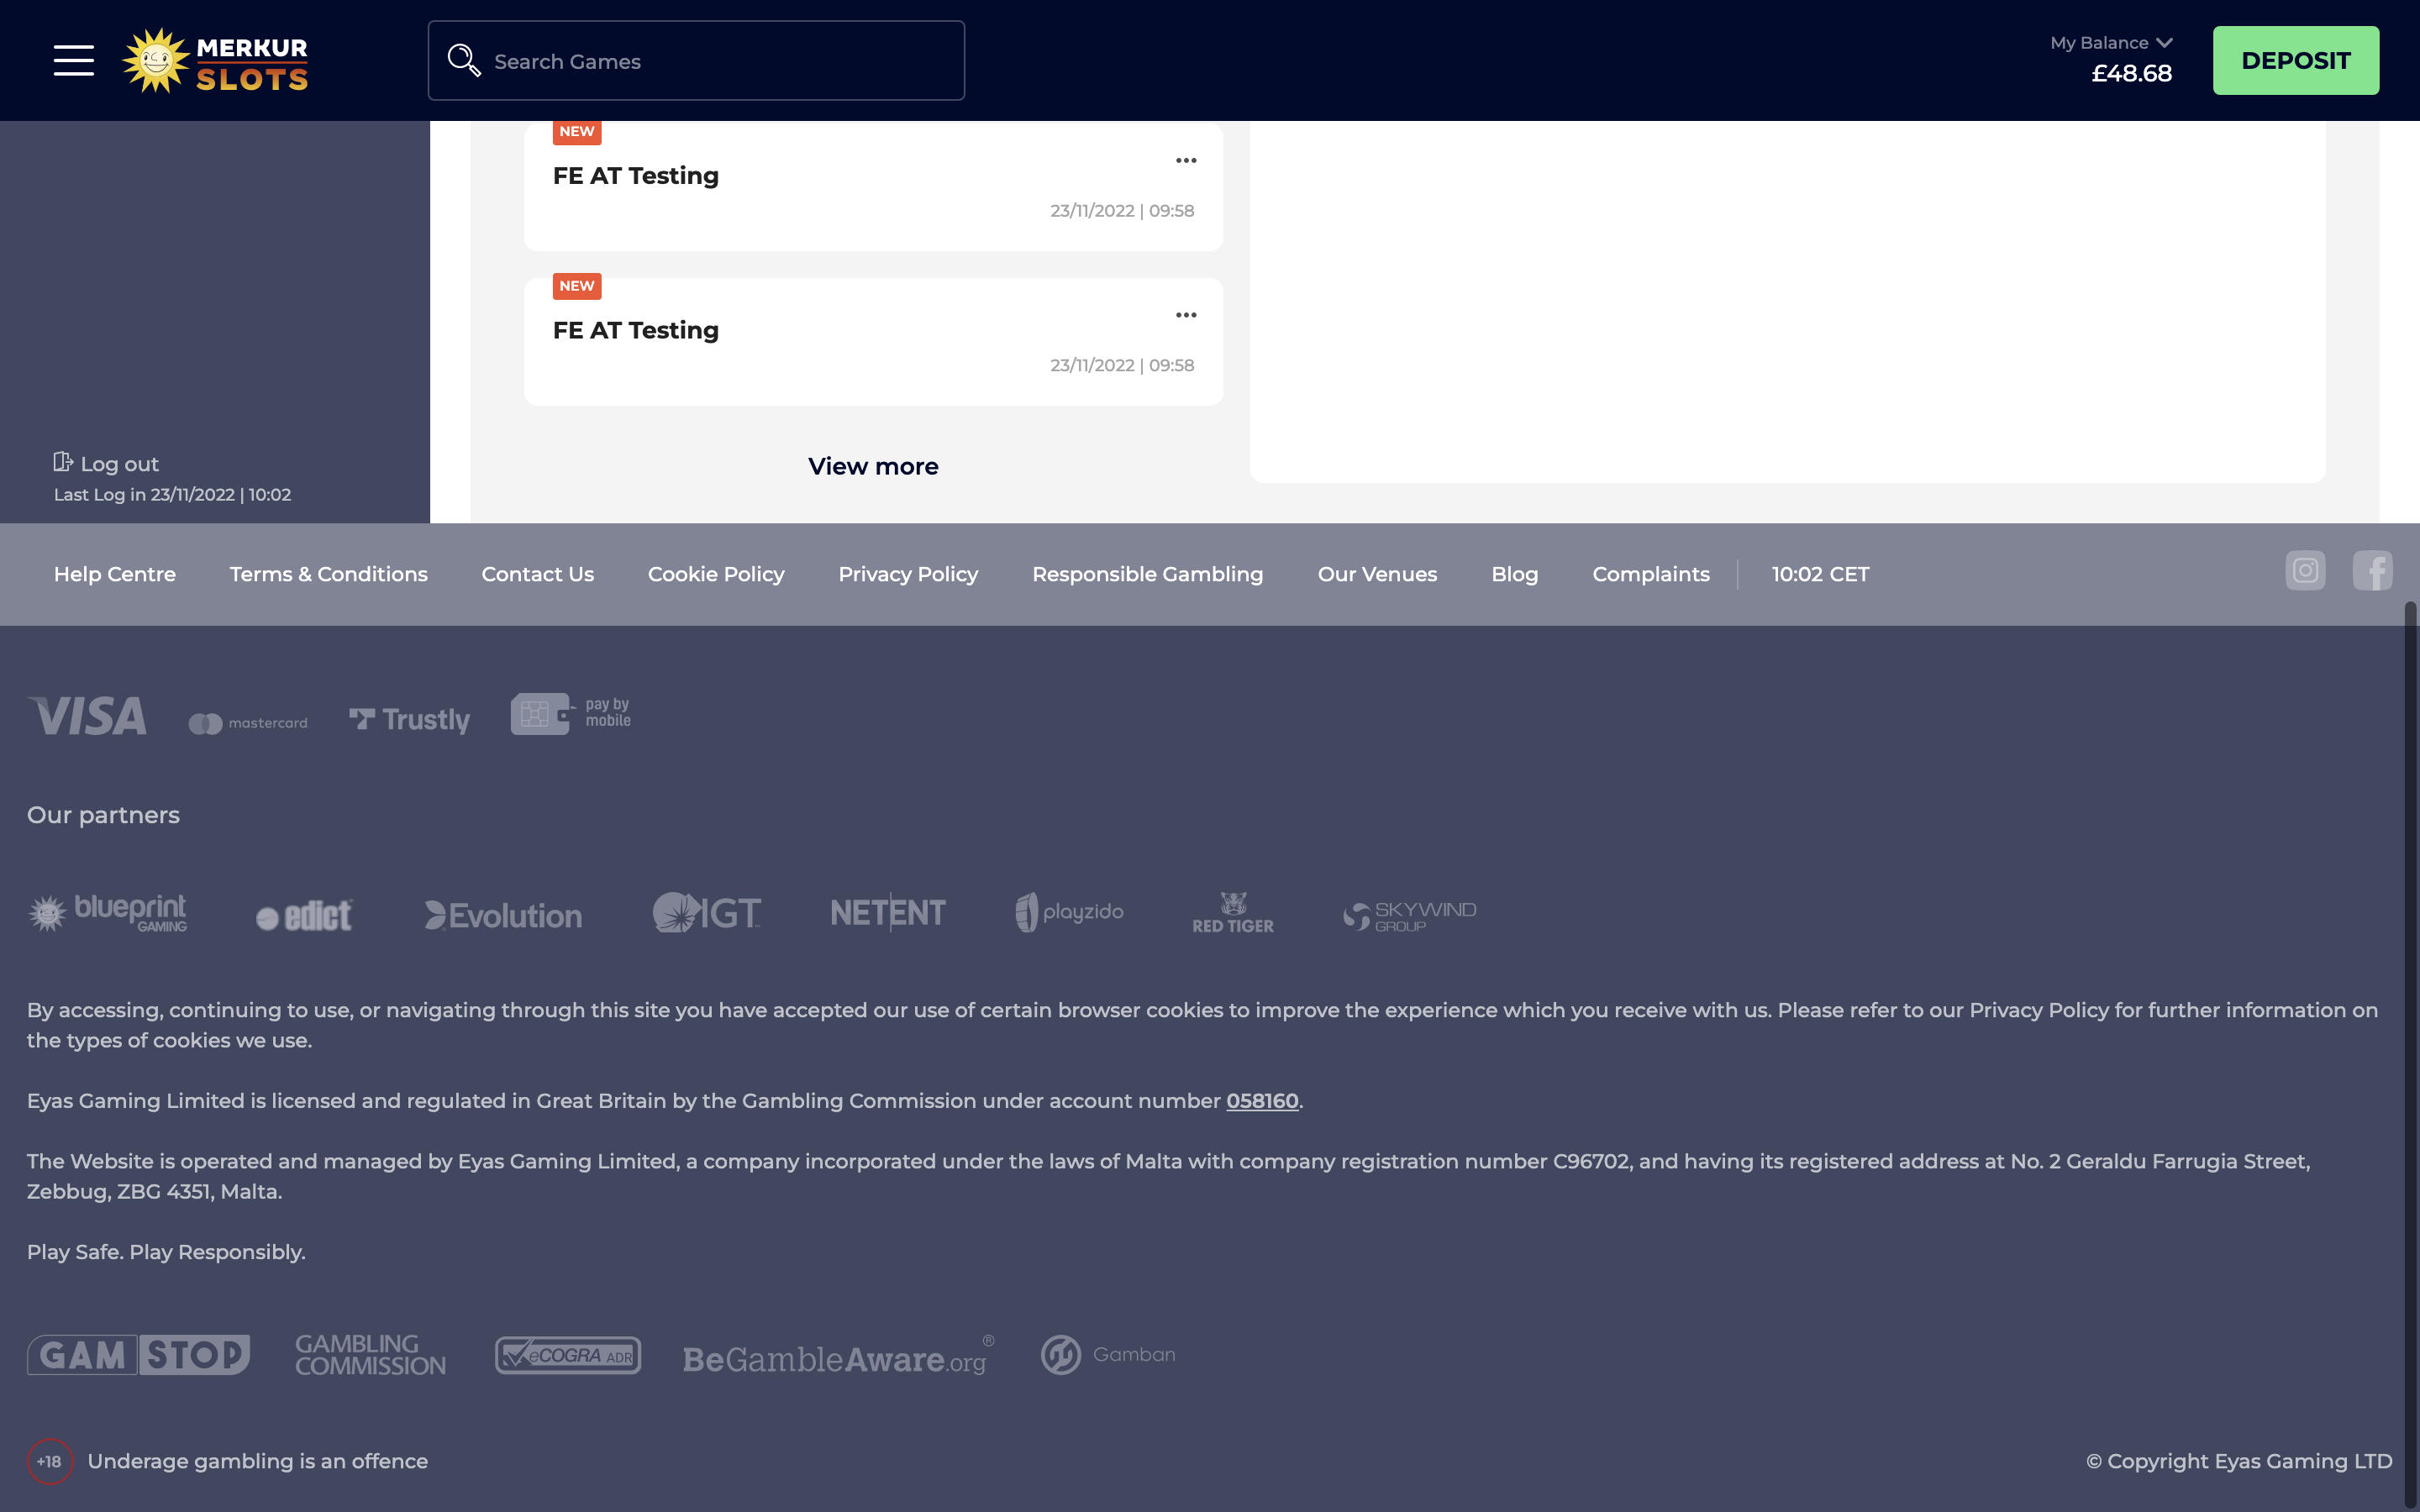 MERKUR
SLOTS
Search Games
My Balance
£48.68
DEPOSIT
NEW
FE AT Testing
23/11/2022 | 09:58
NEW
FE AT Testing
23/11/2022 | 09:58
View more
Log out
Last Log in 23/11/2022 | 10:02
Help Centre
Terms & Conditions
Contact Us
Cookie Policy
Privacy Policy
Responsible Gambling
Our Venues
Blog
Complaints
10:02 CET
VISA
mastercard
Trustly
pay by
mobile
Our partners
blueprint
GAMING
edict
Evolution
IGT
NETENT
playzido
RED TIGER
SKYWIND
GROUP
By accessing, continuing to use, or navigating through this site you have accepted our use of certain browser cookies to improve the experience which you receive with us. Please refer to our Privacy Policy for further information on
the types of cookies we use.
Eyas Gaming Limited is licensed and regulated in Great Britain by the Gambling Commission under account number 058160.
The Website is operated and managed by Eyas Gaming Limited, a company incorporated under the laws of Malta with company registration number C96702, and having its registered address at No. 2 Geraldu Farrugia Street,
Zebbug, ZBG 4351, Malta.
Play Safe. Play Responsibly.
GAMSTOP
GAMBLING
COMMISSION
eCOGRA ADR
BeGambleAware.org®
Gamban
+18
Underage gambling is an offence
© Copyright Eyas Gaming LTD